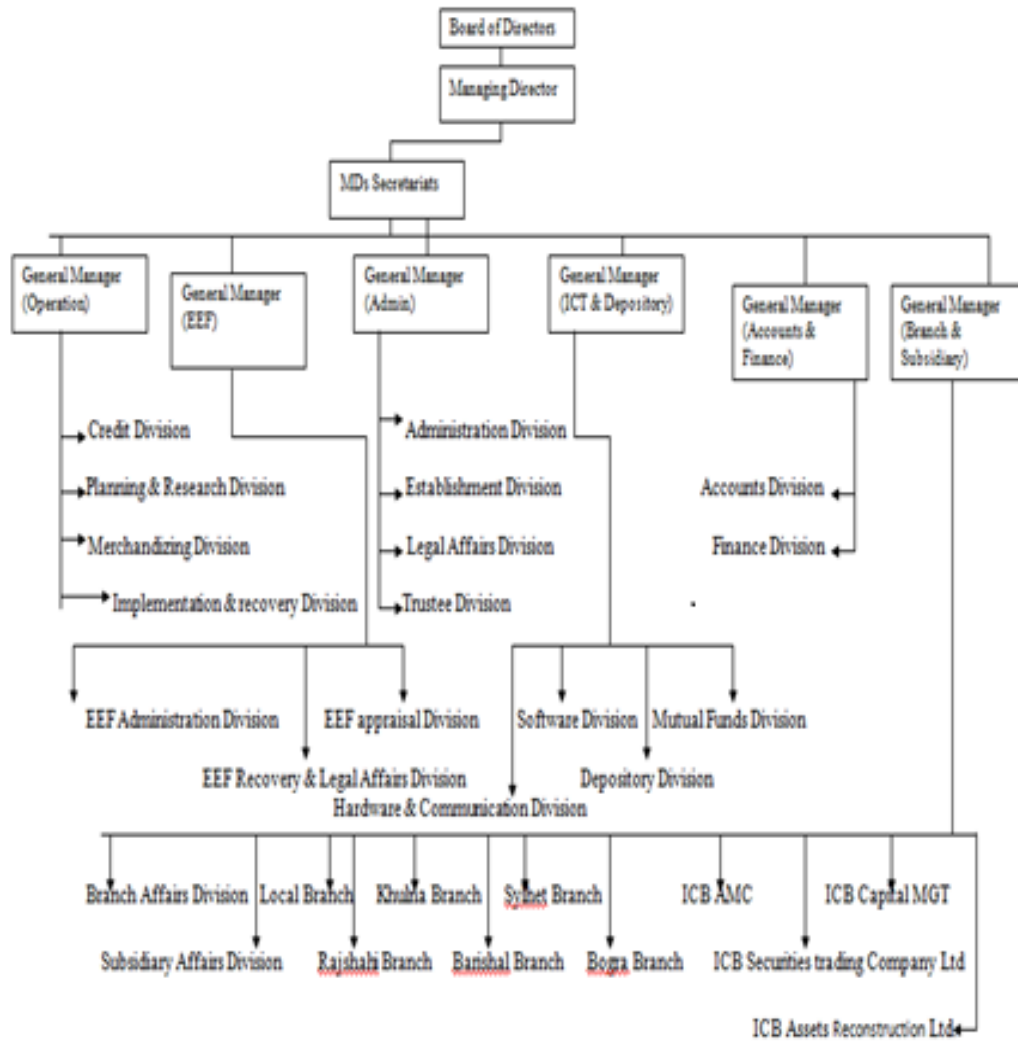 Board of Directors
Managing Director
MDs Secretariats
General Manager
(Operation)
General Manager
(EEF)
General Manager
(Admin)
General Manager
(ICT & Depository)
General Manager
(Accounts &
Finance)
General Manager
(Branch &
Subsidiary)
Credit Division
Planning & Research Division
Merchandizing Division
Implementation & recovery Division
Administration Division
Establishment Division
Legal Affairs Division
Trustee Division
Accounts Division
Finance Division
EEF Administration Division
EEF appraisal Division
EEF Recovery & Legal Affairs Division
Software Division
Mutual Funds Division
Depository Division
Hardware & Communication Division
Branch Affairs Division
Local Branch
Khulna Branch
Sylhet Branch
ICB AMC
ICB Capital MGT
Subsidiary Affairs Division
Rajshahi Branch
Barishal Branch
Bogra Branch
ICB Securities trading Company Ltd
ICB Assets Reconstruction Ltd